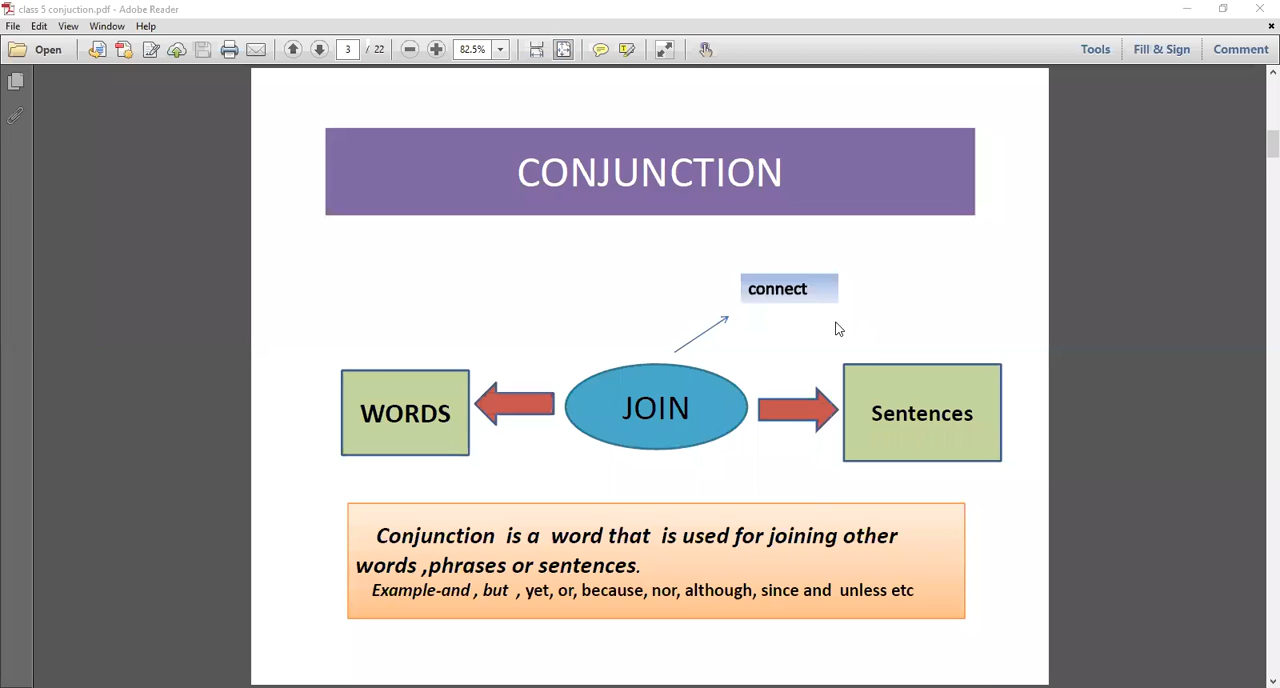 class 5 conjuction.pdf - Adobe Reader
File Edit View Window Help
Open 3 / 22 82.5% Tools Fill & Sign Comment
CONJUNCTION
connect
WORDS JOIN Sentences
Conjunction is a word that is used for joining other
words ,phrases or sentences.
Example-and , but , yet, or, because, nor, although, since and unless etc